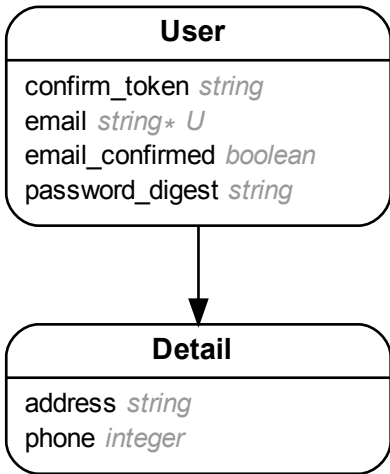 User
confirm_token string
email string* U
email_confirmed boolean
password_digest string
Detail
address string
phone integer